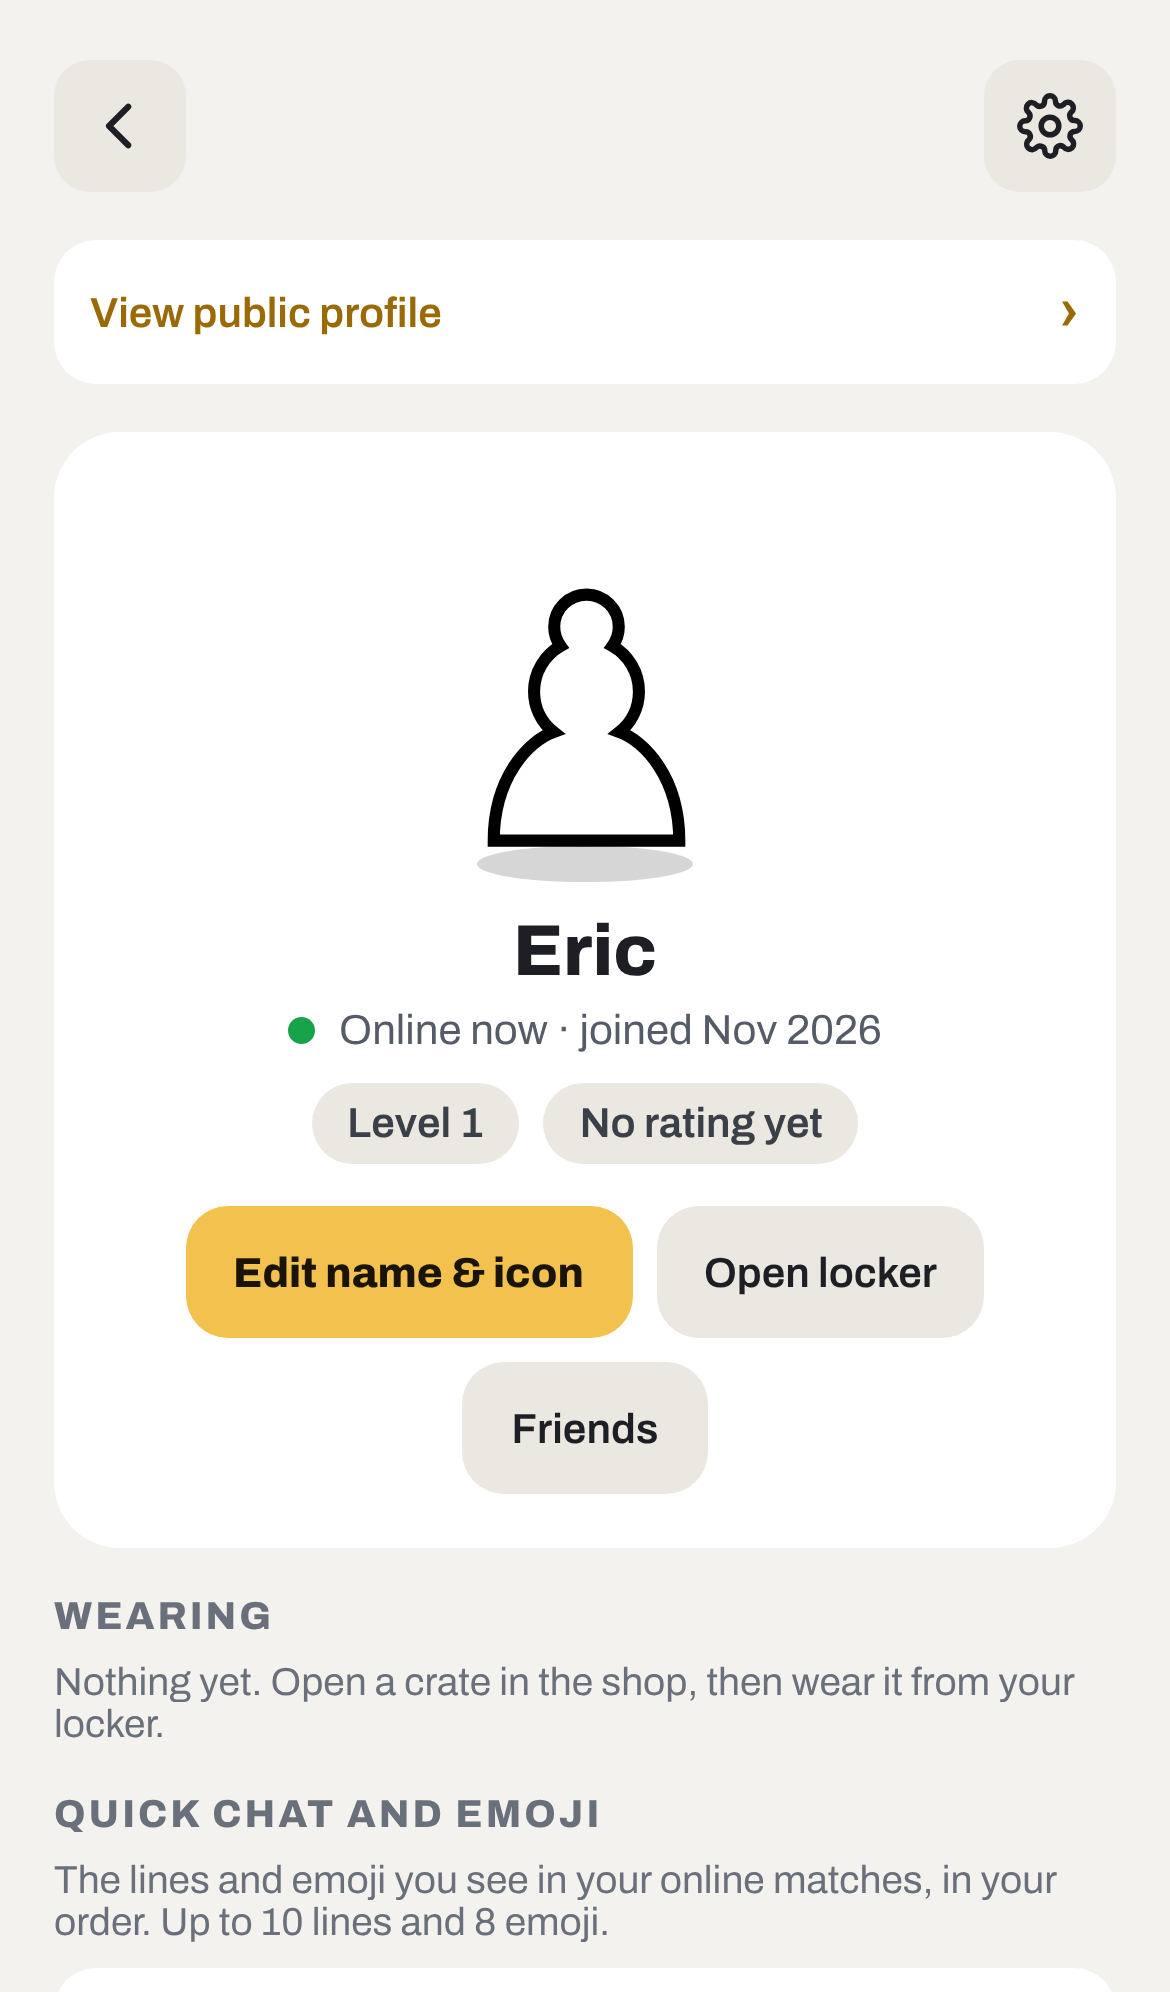 View public profile ›
Eric
Online now · joined Nov 2026
Level 1
No rating yet
Edit name & icon
Open locker
Friends
WEARING
Nothing yet. Open a crate in the shop, then wear it from your
locker.
QUICK CHAT AND EMOJI
The lines and emoji you see in your online matches, in your
order. Up to 10 lines and 8 emoji.